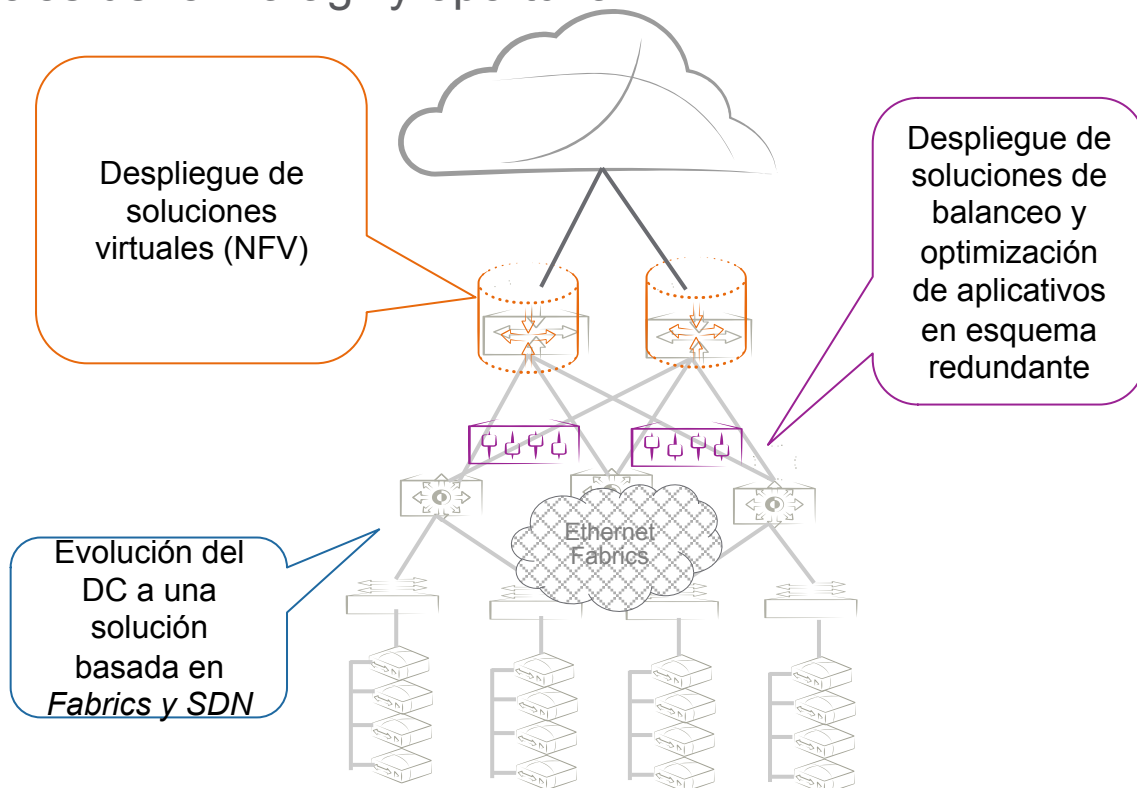 Despliegue de
soluciones
virtuales (NFV)
Despliegue de
soluciones de
balanceo y
optimización
de aplicativos
en esquema
redundante
Ethernet
Fabrics
Evolución del
DC a una
solución
basada en
Fabrics y SDN